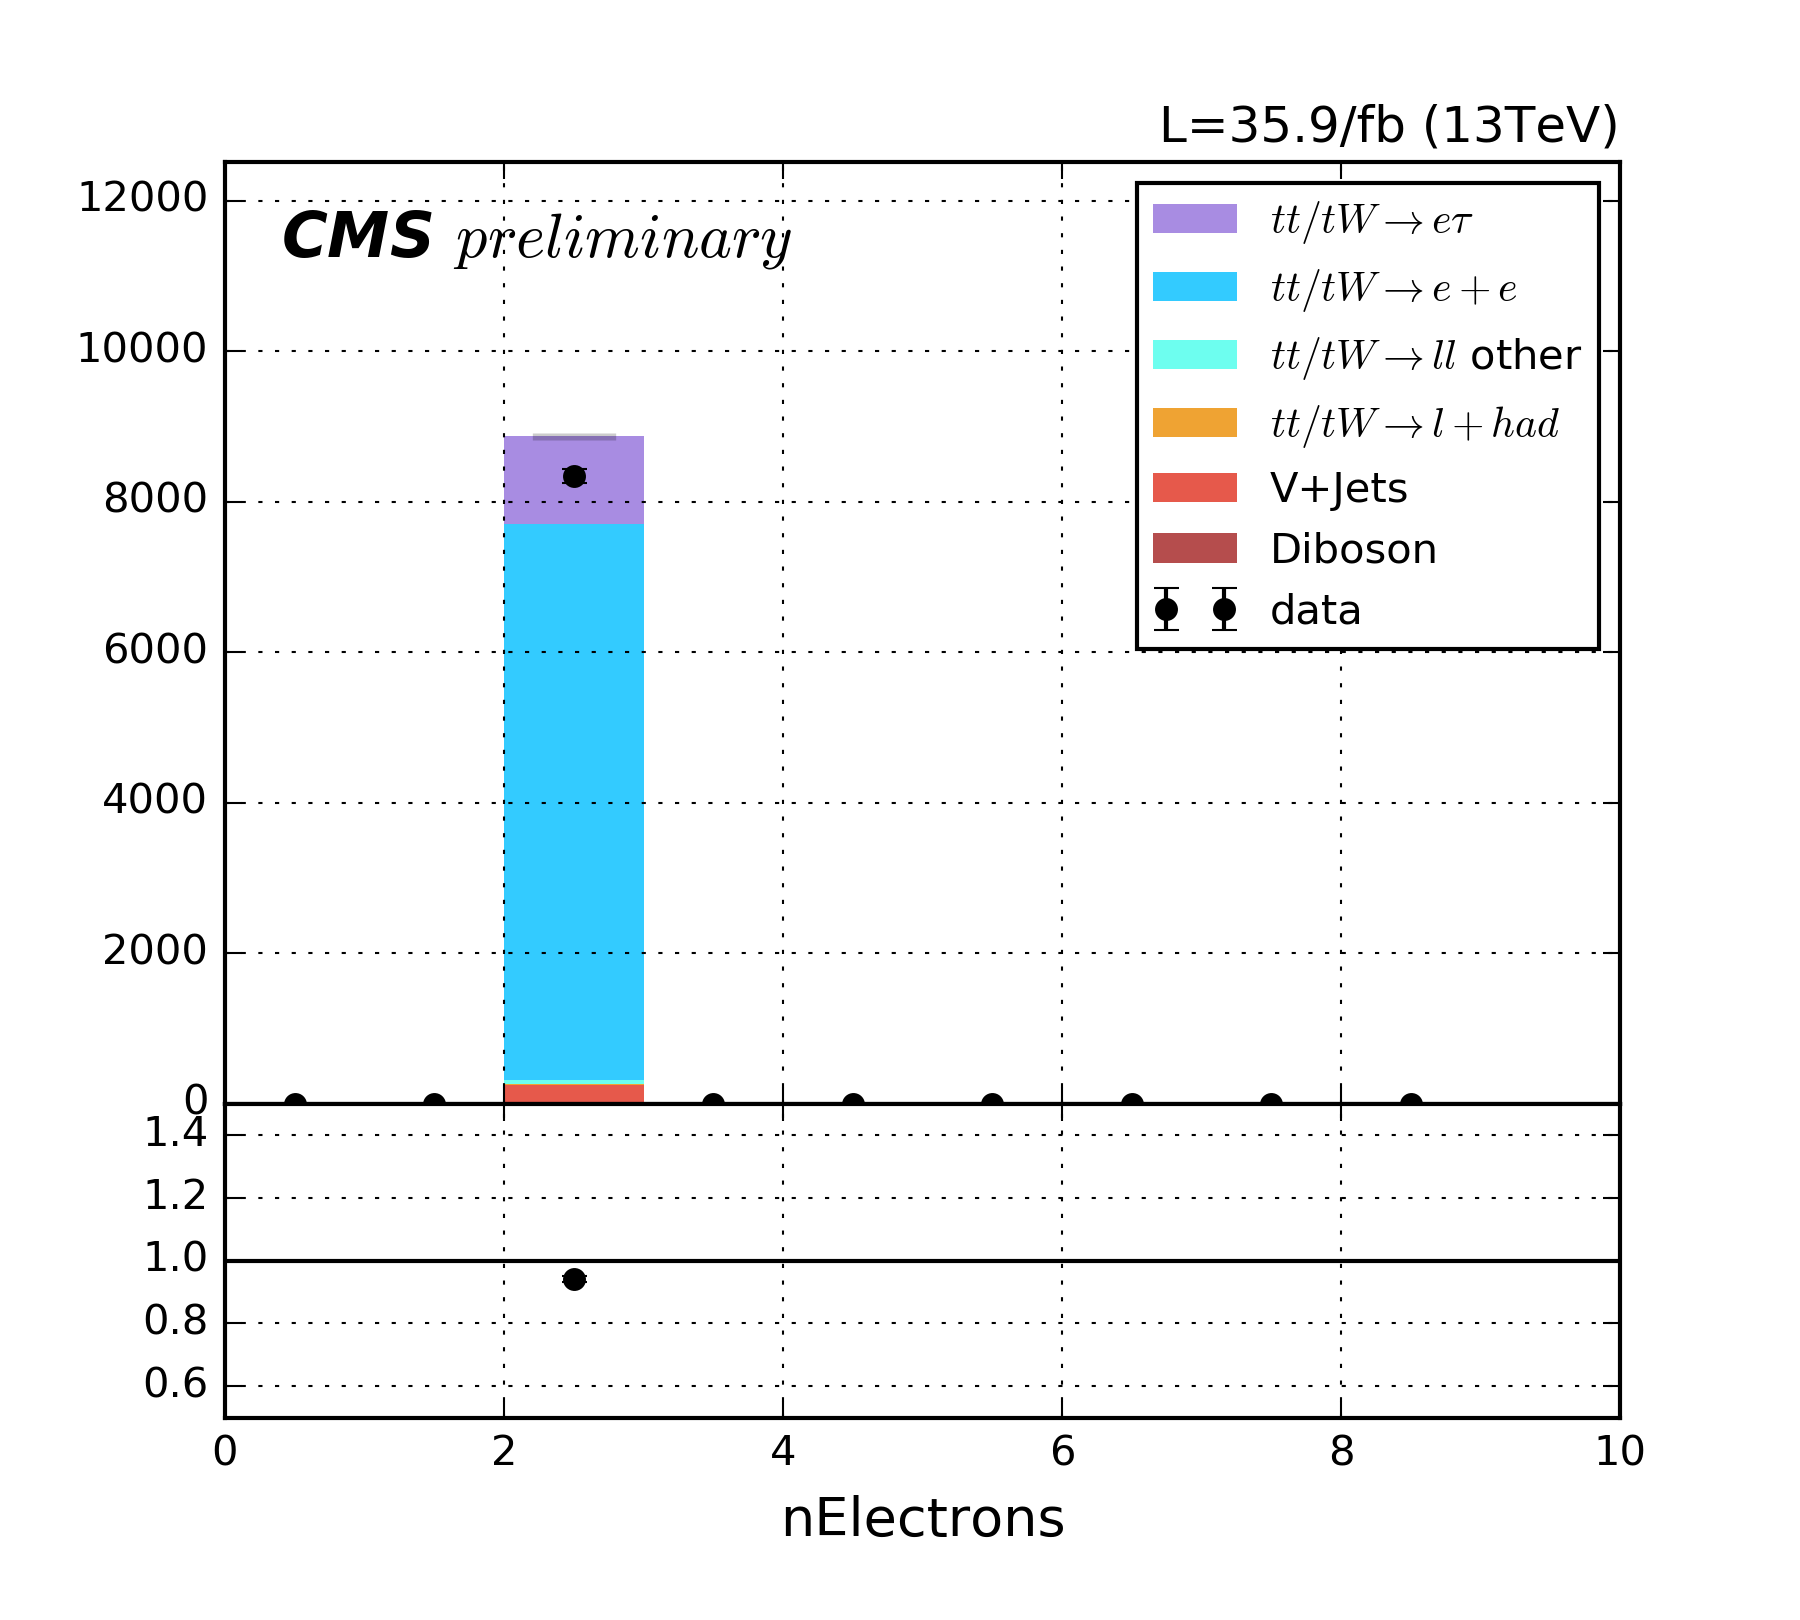 L=35.9/fb (13TeV)
CMS preliminary
12000
10000
8000
6000
4000
2000
0
tt/tW → eτ
tt/tW → e + e
tt/tW → ll other
tt/tW → l + had
V+Jets
Diboson
data
1.4
1.2
1.0
0.8
0.6
0 2 4 6 8 10
nElectrons